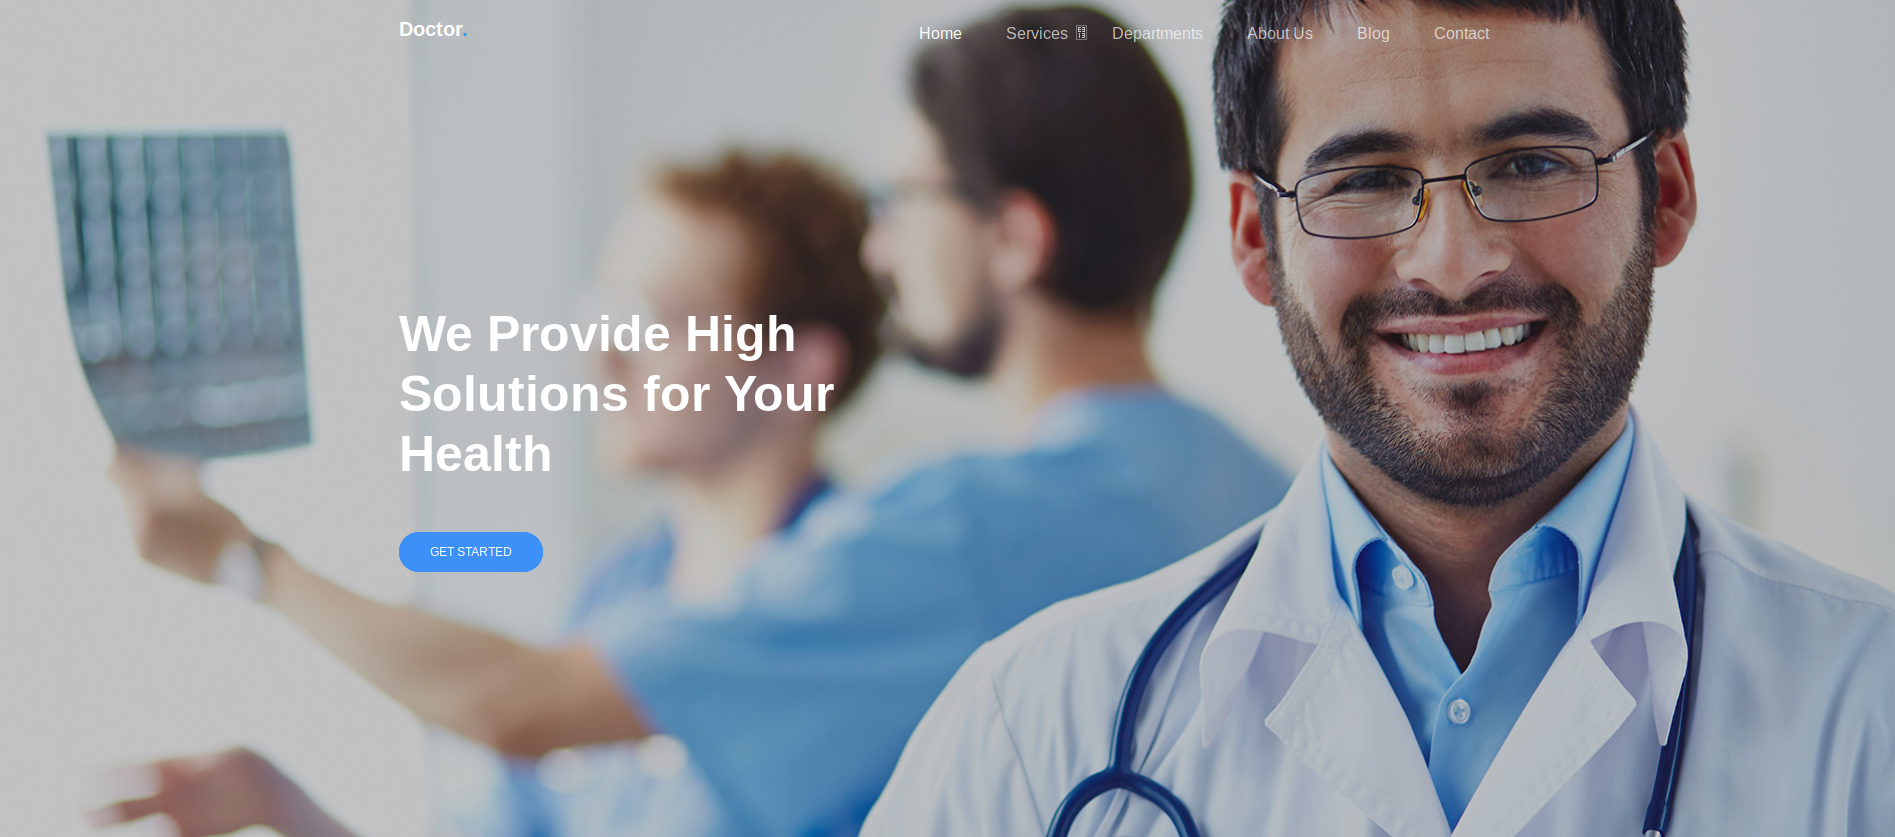 Doctor.
Home Services Departments About Us Blog Contact
We Provide High
Solutions for Your
Health
GET STARTED